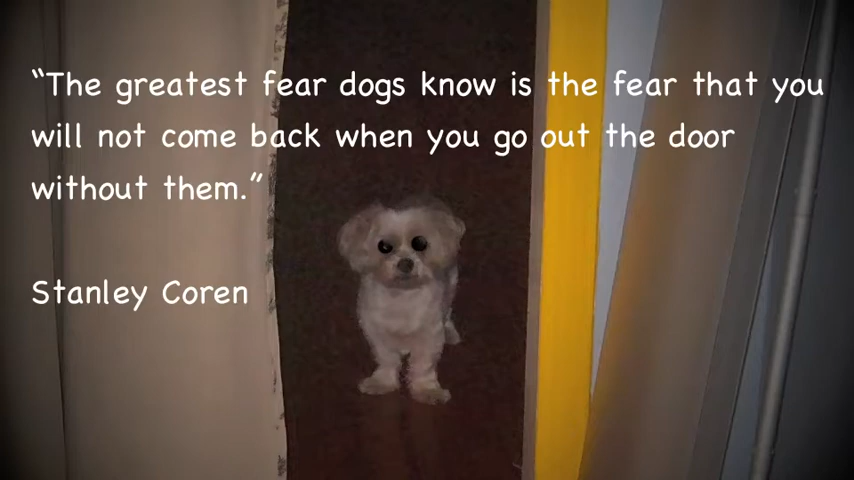 “The greatest fear dogs know is the fear that you
will not come back when you go out the door
without them.”
Stanley Coren